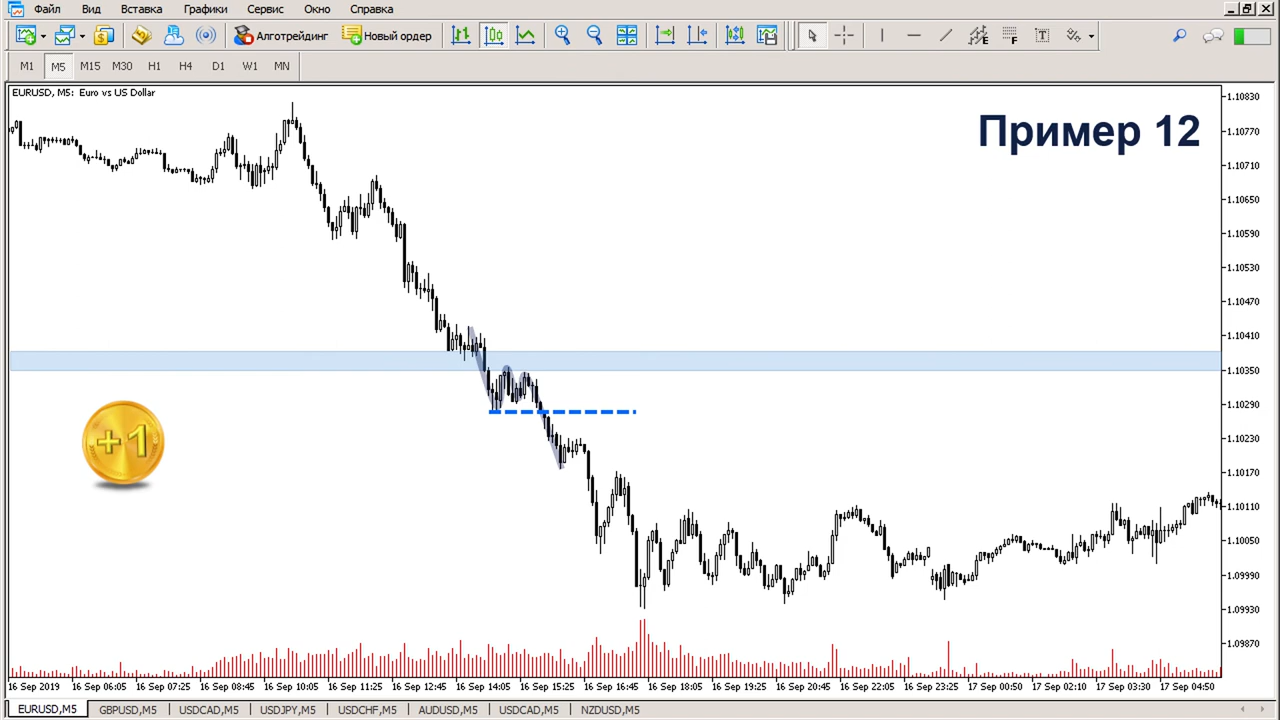 Файл Вид Вставка Графики Сервис Окно Справка
Алготрейдинг Новый ордер E F T
M1 M5 M15 M30 H1 H4 D1 W1 MN
EURUSD, M5: Euro vs US Dollar
Пример 12
1.10830
1.10770
1.10710
1.10650
1.10590
1.10530
1.10470
1.10410
1.10350
1.10290
1.10230
1.10170
1.10110
1.10050
1.09990
1.09930
1.09870
+1
16 Sep 2019 16 Sep 06:05 16 Sep 07:25 16 Sep 08:45 16 Sep 10:05 16 Sep 11:25 16 Sep 12:45 16 Sep 14:05 16 Sep 15:25 16 Sep 16:45 16 Sep 18:05 16 Sep 19:25 16 Sep 20:45 16 Sep 22:05 16 Sep 23:25 17 Sep 00:50 17 Sep 02:10 17 Sep 03:30 17 Sep 04:50
EURUSD,M5 GBPUSD,M5 USDCAD,M5 USDJPY,M5 USDCHF,M5 AUDUSD,M5 USDCAD,M5 NZDUSD,M5